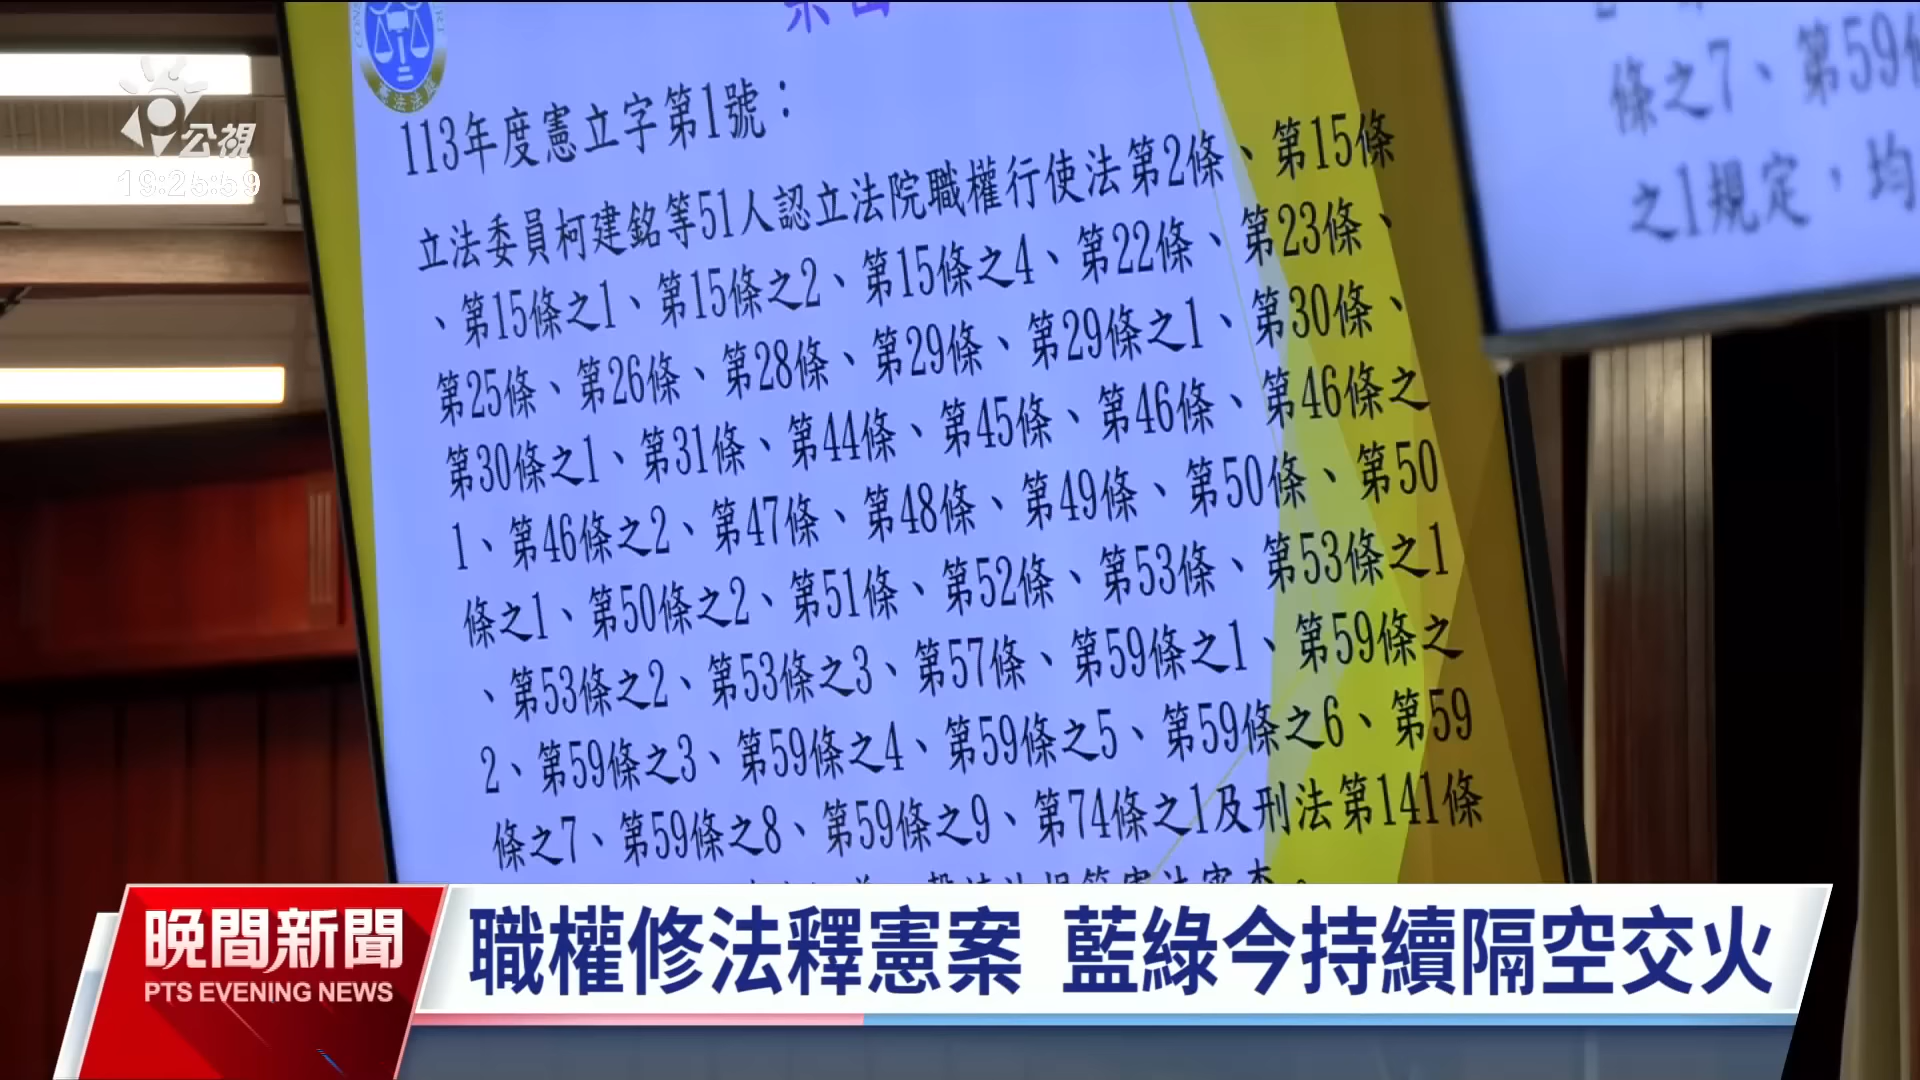 憲法法庭
113年度憲立字第1號：
立法委員柯建銘等51人認立法院職權行使法第2條、第15條
、第15條之1、第15條之2、第15條之4、第22條、第23條、
第25條、第26條、第28條、第29條、第29條之1、第30條、
第30條之1、第31條、第44條、第45條、第46條、第46條之
1、第46條之2、第47條、第48條、第49條、第50條、第50
條之1、第50條之2、第51條、第52條、第53條、第53條之1
、第53條之2、第53條之3、第57條、第59條之1、第59條之
2、第59條之3、第59條之4、第59條之5、第59條之6、第59
條之7、第59條之8、第59條之9、第74條之1及刑法第141條
條之7、第59
之1規定，均
公視
19:25:59
晚間新聞
PTS EVENING NEWS
職權修法釋憲案 藍綠今持續隔空交火